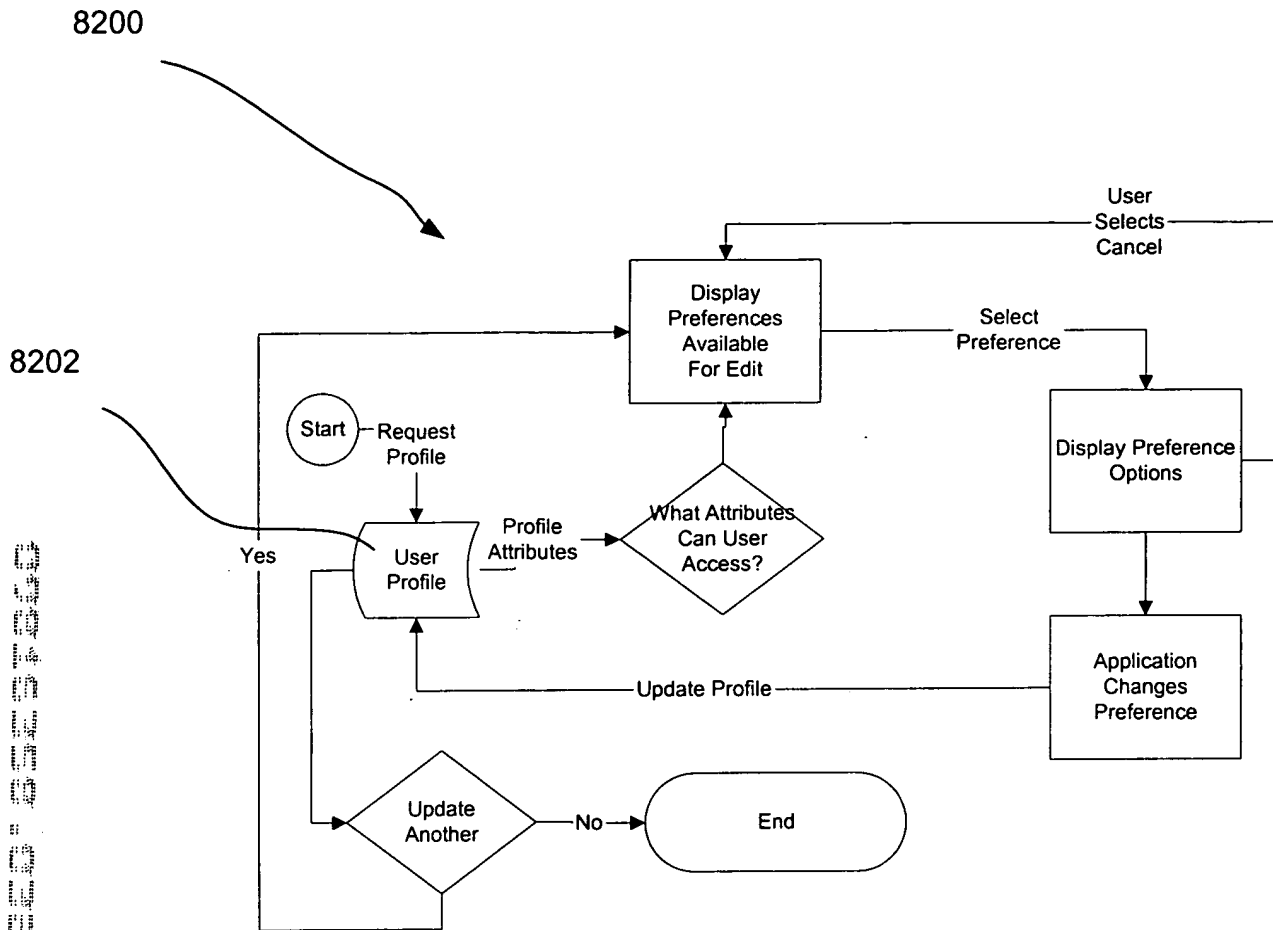 8200
User
Selects
Cancel
Display
Preferences
Available
For Edit
Select
Preference
8202
Start
Request
Profile
Display Preference
Options
What Attributes
Can User
Access?
Profile
Attributes
User
Profile
Yes
Application
Changes
Preference
Update Profile
Update
Another
No
End